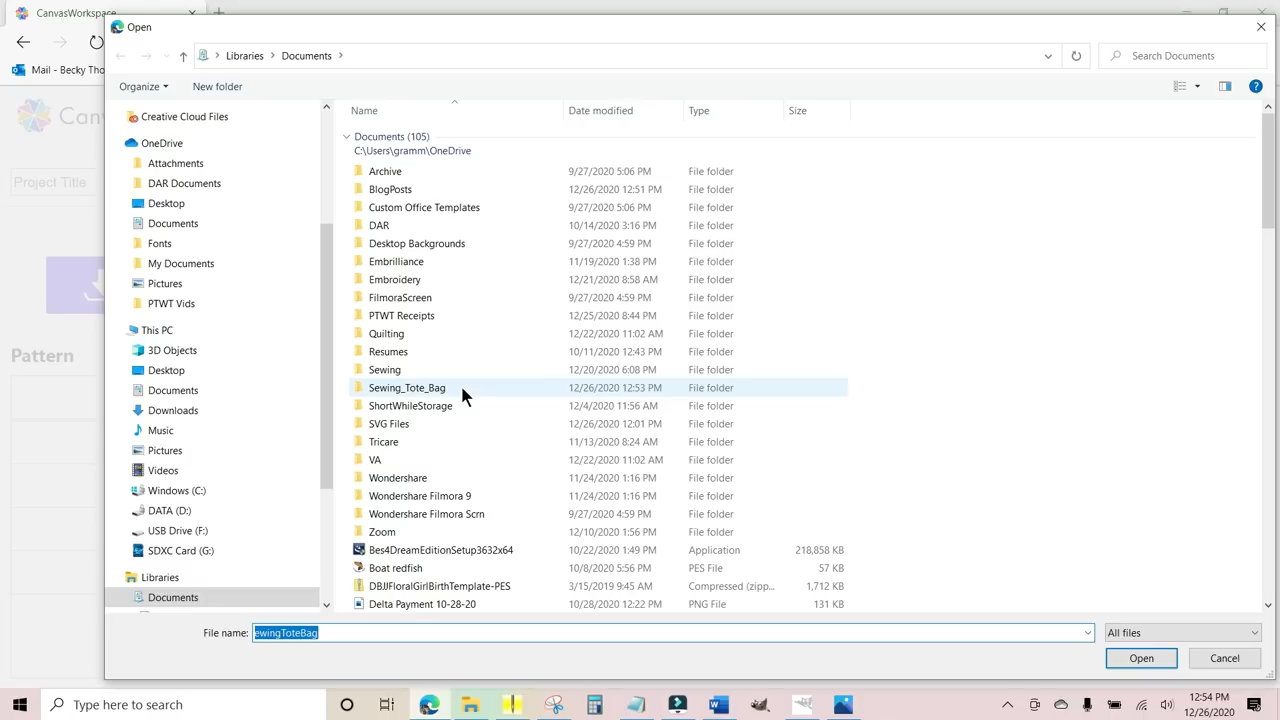 CanvasWorkspa
Open
Mail - Becky Tho
Libraries > Documents >
Search Documents
Organize
New folder
Can
Project Title
Pattern
Creative Cloud Files
OneDrive
Attachments
DAR Documents
Desktop
Documents
Fonts
My Documents
Pictures
PTWT Vids
This PC
3D Objects
Desktop
Documents
Downloads
Music
Pictures
Videos
Windows (C:)
DATA (D:)
USB Drive (F:)
SDXC Card (G:)
Libraries
Documents
Name Date modified Type Size
Documents (105)
C:\Users\gramm\OneDrive
Archive 9/27/2020 5:06 PM File folder
BlogPosts 12/26/2020 12:51 PM File folder
Custom Office Templates 9/27/2020 5:06 PM File folder
DAR 10/14/2020 3:16 PM File folder
Desktop Backgrounds 9/27/2020 4:59 PM File folder
Embrilliance 11/19/2020 1:38 PM File folder
Embroidery 12/21/2020 8:58 AM File folder
FilmoraScreen 9/27/2020 4:59 PM File folder
PTWT Receipts 12/25/2020 8:44 PM File folder
Quilting 12/22/2020 11:02 AM File folder
Resumes 10/11/2020 12:43 PM File folder
Sewing 12/20/2020 6:08 PM File folder
Sewing_Tote_Bag 12/26/2020 12:53 PM File folder
ShortWhileStorage 12/4/2020 11:56 AM File folder
SVG Files 12/26/2020 12:01 PM File folder
Tricare 11/13/2020 8:24 AM File folder
VA 12/22/2020 11:02 AM File folder
Wondershare 11/24/2020 1:16 PM File folder
Wondershare Filmora 9 11/24/2020 1:16 PM File folder
Wondershare Filmora Scrn 9/27/2020 4:59 PM File folder
Zoom 12/10/2020 1:56 PM File folder
Bes4DreamEditionSetup3632x64 10/22/2020 1:49 PM Application 218,858 KB
Boat redfish 10/8/2020 5:56 PM PES File 57 KB
DBJJFloralGirlBirthTemplate-PES 3/15/2019 9:45 AM Compressed (zipp... 1,712 KB
Delta Payment 10-28-20 10/28/2020 12:22 PM PNG File 131 KB
File name: ewingToteBag
All files
Open
Cancel
Type here to search
12:54 PM
12/26/2020